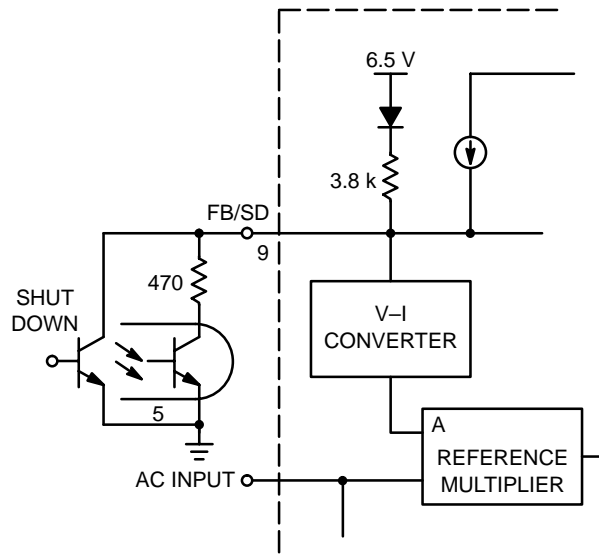 6.5 V
3.8 k
FB/SD
9
470
SHUT
DOWN
V–I
CONVERTER
5
A
REFERENCE
MULTIPLIER
AC INPUT